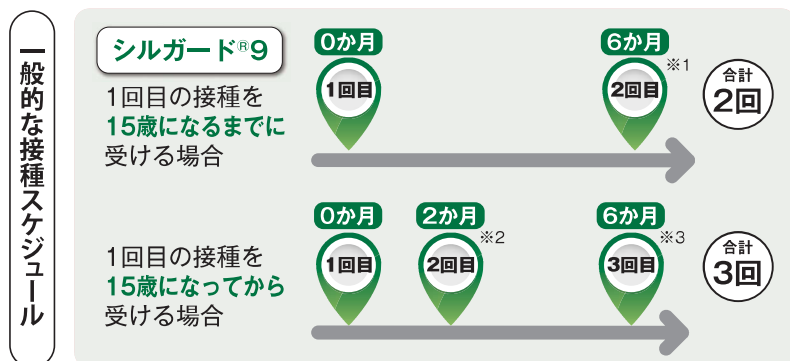 一般的な接種スケジュール
シルガード®9
1回目の接種を
15歳になるまでに
受ける場合
0か月
1回目
6か月
2回目
※1
合計
2回
1回目の接種を
15歳になってから
受ける場合
0か月
1回目
2か月
2回目
※2
6か月
3回目
※3
合計
3回